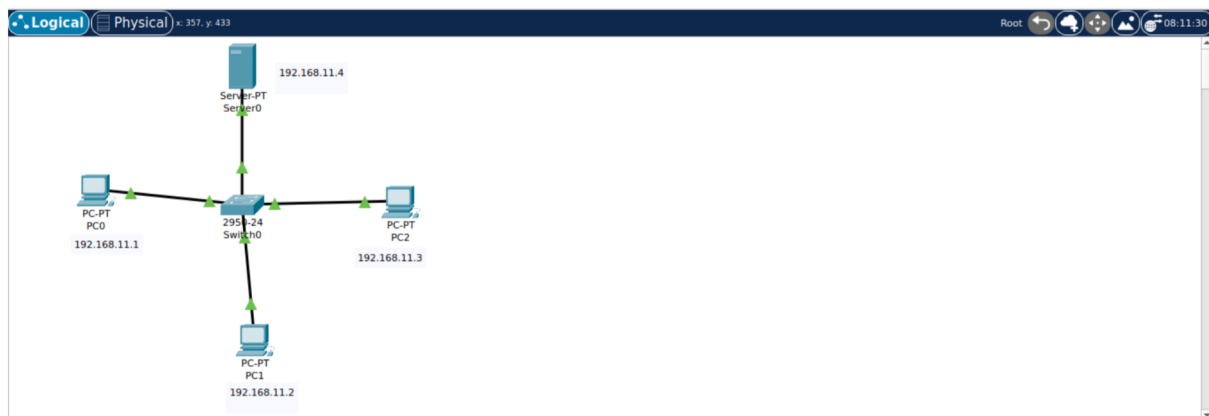 Logical Physical x: 357, y: 433 Root 08:11:30
192.168.11.4
Server-PT
Server0
PC-PT
PC0
192.168.11.1
2950-24
Switch0
PC-PT
PC2
192.168.11.3
PC-PT
PC1
192.168.11.2